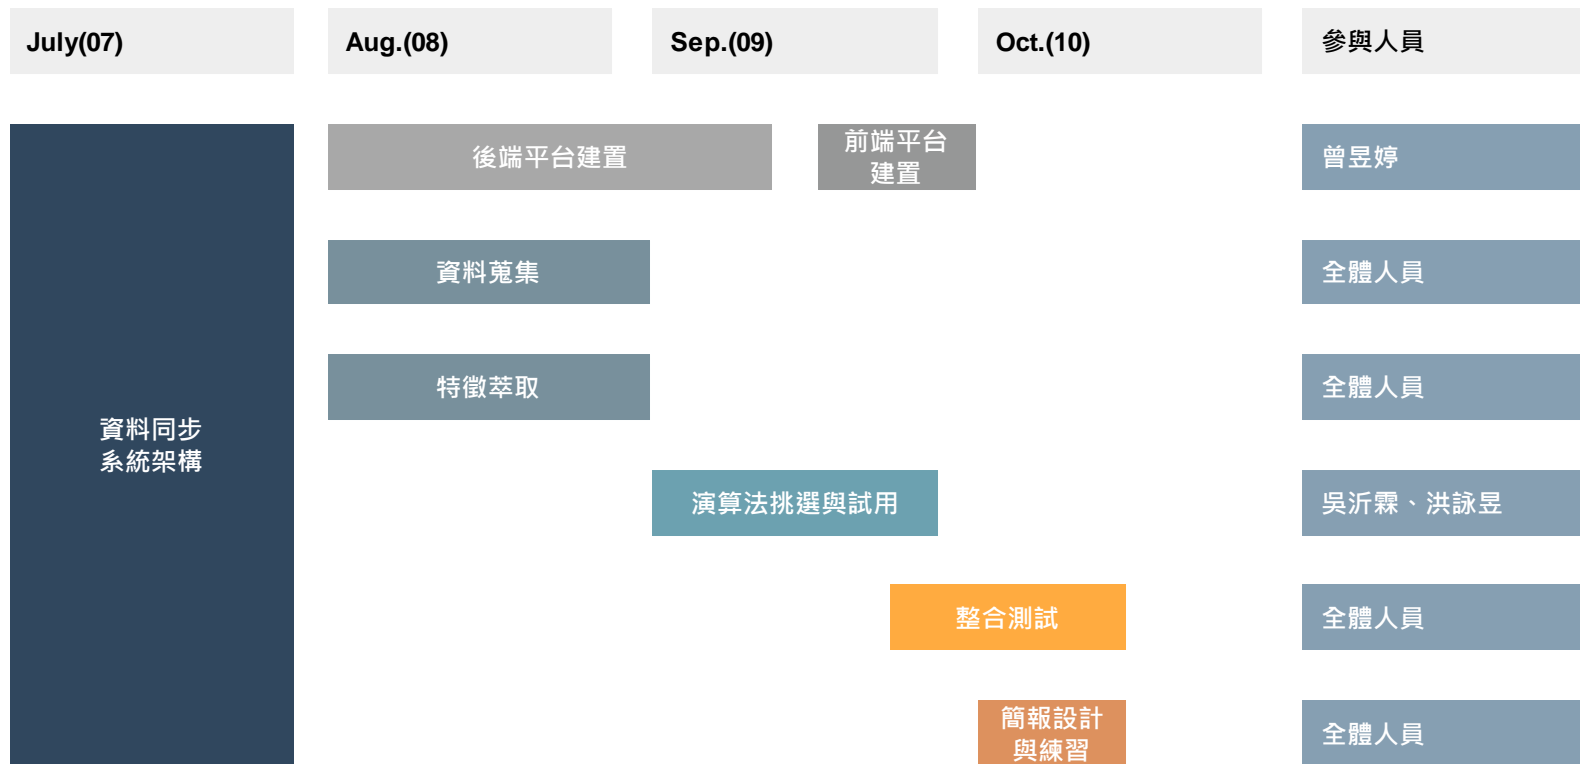 July(07)
Aug.(08)
Sep.(09)
Oct.(10)
參與人員
後端平台建置
前端平台
建置
曾昱婷
資料蒐集
全體人員
特徵萃取
全體人員
資料同步
系統架構
演算法挑選與試用
吳沂霖、洪詠昱
整合測試
全體人員
簡報設計
與練習
全體人員